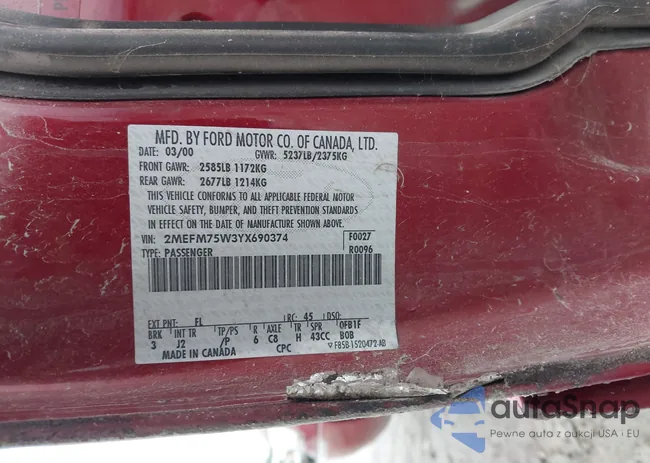 MFD. BY FORD MOTOR CO. OF CANADA, LTD.
DATE: 03/00 GVWR: 5237LB/2375KG
FRONT GAWR: 2585LB 1172KG
REAR GAWR: 2677LB 1214KG
THIS VEHICLE CONFORMS TO ALL APPLICABLE FEDERAL MOTOR
VEHICLE SAFETY, BUMPER, AND THEFT PREVENTION STANDARDS
IN EFFECT ON THE DATE OF MANUFACTURE SHOWN ABOVE.
VIN: 2MEFM75W3YX690374 F0027
TYPE: PASSENGER R0096
EXT PNT: FL RC: 45 DSO:
BRK INT TR TP/PS R AXLE TR SPR 0FB1F
3 J2 /P 6 C8 H 43CC B0B
MADE IN CANADA CPC F85B 1520472 AB
autoSnap
Pewne auta z aukcji USA i EU